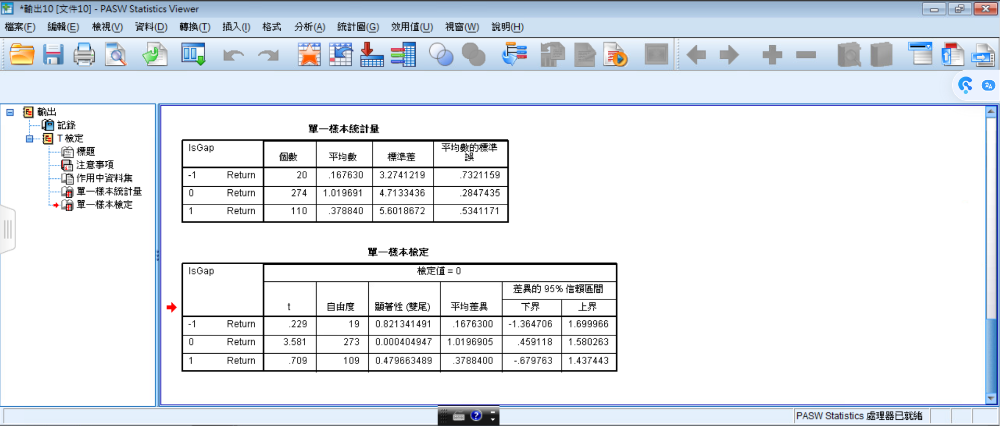 *輸出10 [文件10] - PASW Statistics Viewer
檔案(F) 編輯(E) 檢視(V) 資料(D) 轉換(T) 插入(I) 格式 分析(A) 統計圖(G) 效用值(U) 視窗(W) 說明(H)
輸出
記錄
T 檢定
標題
注意事項
作用中資料集
單一樣本統計量
單一樣本檢定
單一樣本統計量
IsGap 個數 平均數 標準差 平均數的標準誤
-1 Return 20 .167630 3.2741219 .7321159
0 Return 274 1.019691 4.7133436 .2847435
1 Return 110 .378840 5.6018672 .5341171
單一樣本檢定
IsGap 檢定值 = 0
差異的 95% 信賴區間
t 自由度 顯著性 (雙尾) 平均差異 下界 上界
-1 Return .229 19 0.821341491 .1676300 -1.364706 1.699966
0 Return 3.581 273 0.000404947 1.0196905 .459118 1.580263
1 Return .709 109 0.479663489 .3788400 -.679763 1.437443
PASW Statistics 處理器已就緒